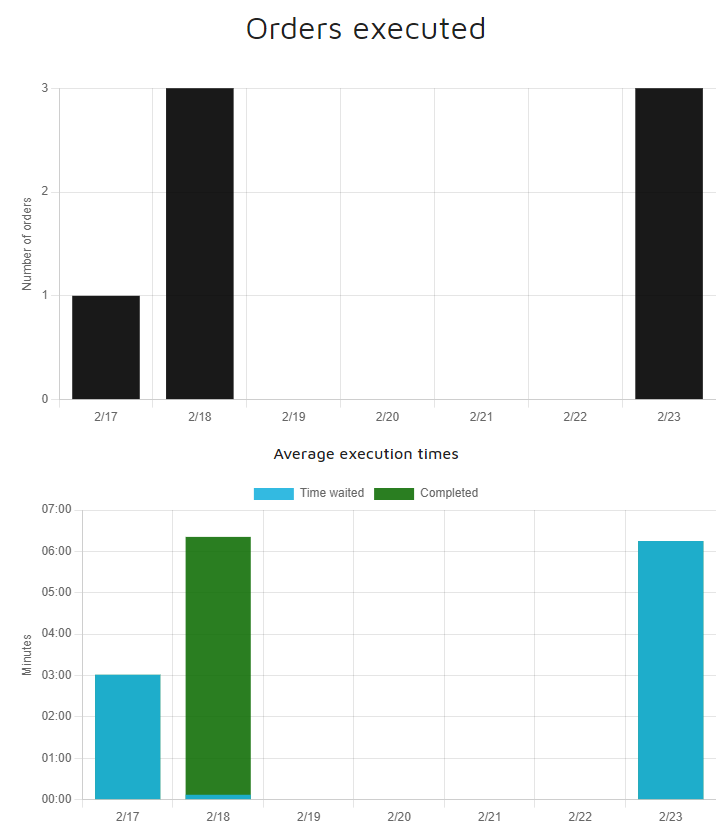 Orders executed
3
2
1
0
Number of orders
2/17 2/18 2/19 2/20 2/21 2/22 2/23
Average execution times
Time waited Completed
07:00
06:00
05:00
04:00
03:00
02:00
01:00
00:00
Minutes
2/17 2/18 2/19 2/20 2/21 2/22 2/23